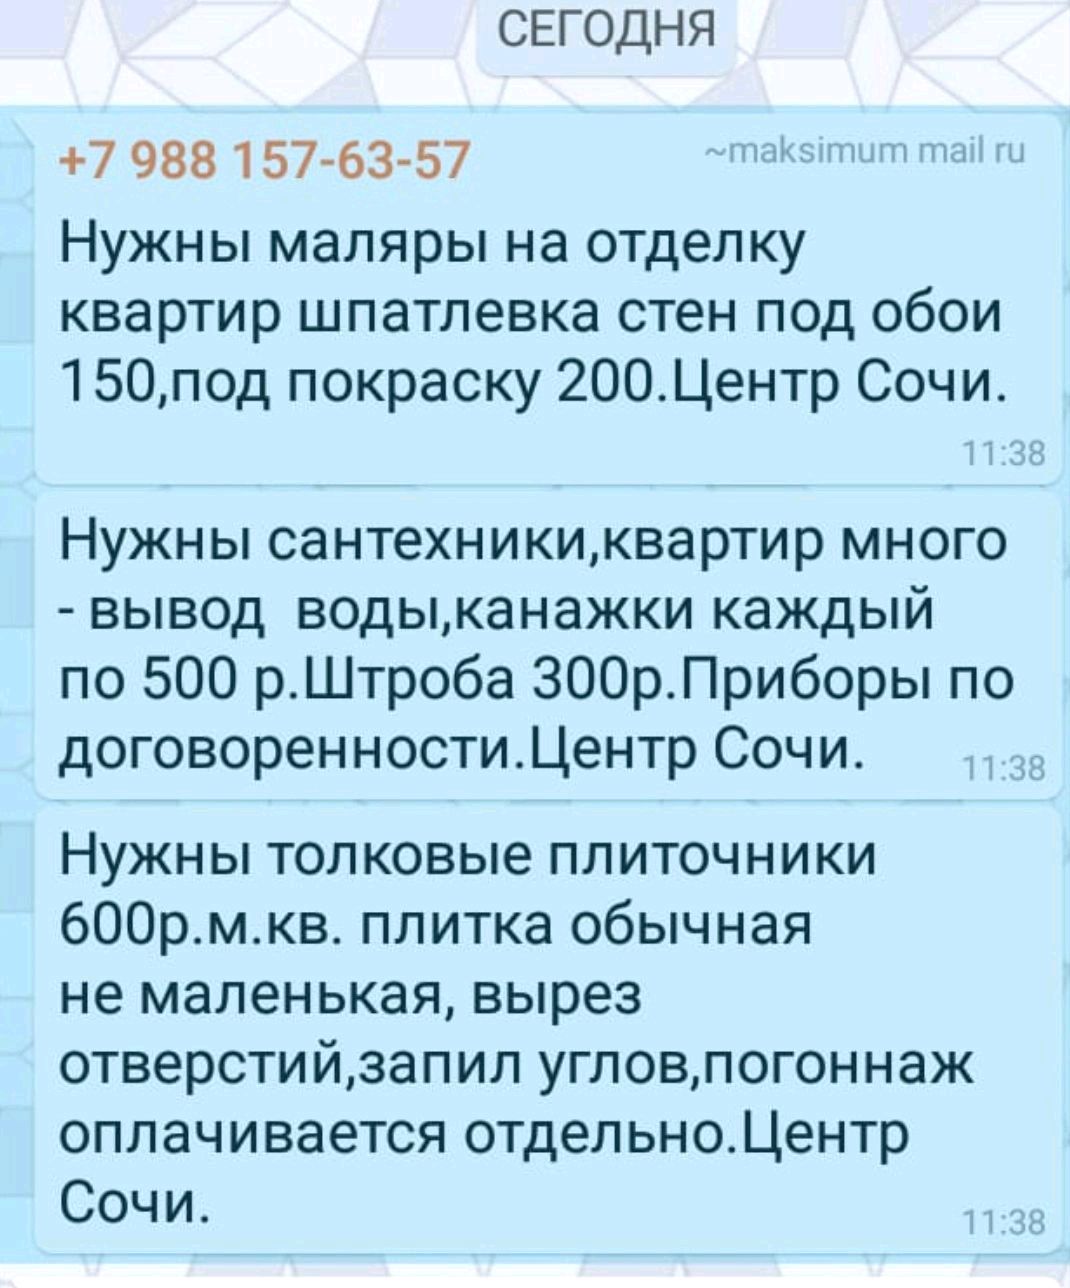 СЕГОДНЯ
+7 988 157-63-57 ~maksimum mail ru
Нужны маляры на отделку
квартир шпатлевка стен под обои
150,под покраску 200.Центр Сочи.
11:38
Нужны сантехники,квартир много
- вывод  воды,канажки каждый
по 500 р.Штроба 300р.Приборы по
договоренности.Центр Сочи.
11:38
Нужны толковые плиточники
600р.м.кв. плитка обычная
не маленькая, вырез
отверстий,запил углов,погоннаж
оплачивается отдельно.Центр
Сочи.
11:38